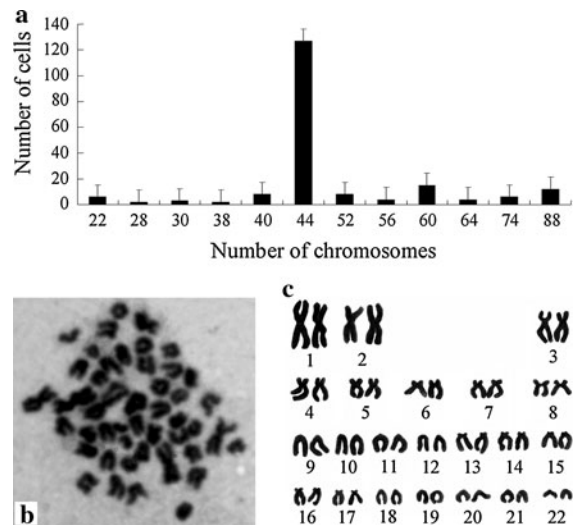 a
Number of cells
140
120
100
80
60
40
20
0
22 28 30 38 40 44 52 56 60 64 74 88
Number of chromosomes
b
c
1 2 3
4 5 6 7 8
9 10 11 12 13 14 15
16 17 18 19 20 21 22